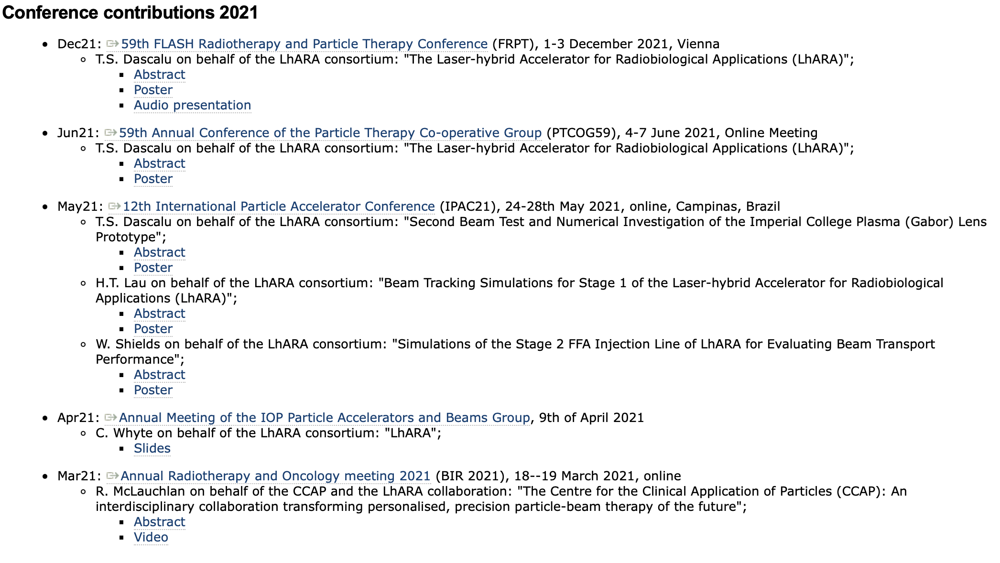 Conference contributions 2021
Dec21: 59th FLASH Radiotherapy and Particle Therapy Conference (FRPT), 1-3 December 2021, Vienna
T.S. Dascalu on behalf of the LhARA consortium: "The Laser-hybrid Accelerator for Radiobiological Applications (LhARA)";
Abstract
Poster
Audio presentation
Jun21: 59th Annual Conference of the Particle Therapy Co-operative Group (PTCOG59), 4-7 June 2021, Online Meeting
T.S. Dascalu on behalf of the LhARA consortium: "The Laser-hybrid Accelerator for Radiobiological Applications (LhARA)";
Abstract
Poster
May21: 12th International Particle Accelerator Conference (IPAC21), 24-28th May 2021, online, Campinas, Brazil
T.S. Dascalu on behalf of the LhARA consortium: "Second Beam Test and Numerical Investigation of the Imperial College Plasma (Gabor) Lens
Prototype";
Abstract
Poster
H.T. Lau on behalf of the LhARA consortium: "Beam Tracking Simulations for Stage 1 of the Laser-hybrid Accelerator for Radiobiological
Applications (LhARA)";
Abstract
Poster
W. Shields on behalf of the LhARA consortium: "Simulations of the Stage 2 FFA Injection Line of LhARA for Evaluating Beam Transport
Performance";
Abstract
Poster
Apr21: Annual Meeting of the IOP Particle Accelerators and Beams Group, 9th of April 2021
C. Whyte on behalf of the LhARA consortium: "LhARA";
Slides
Mar21: Annual Radiotherapy and Oncology meeting 2021 (BIR 2021), 18--19 March 2021, online
R. McLauchlan on behalf of the CCAP and the LhARA collaboration: "The Centre for the Clinical Application of Particles (CCAP): An
interdisciplinary collaboration transforming personalised, precision particle-beam therapy of the future";
Abstract
Video